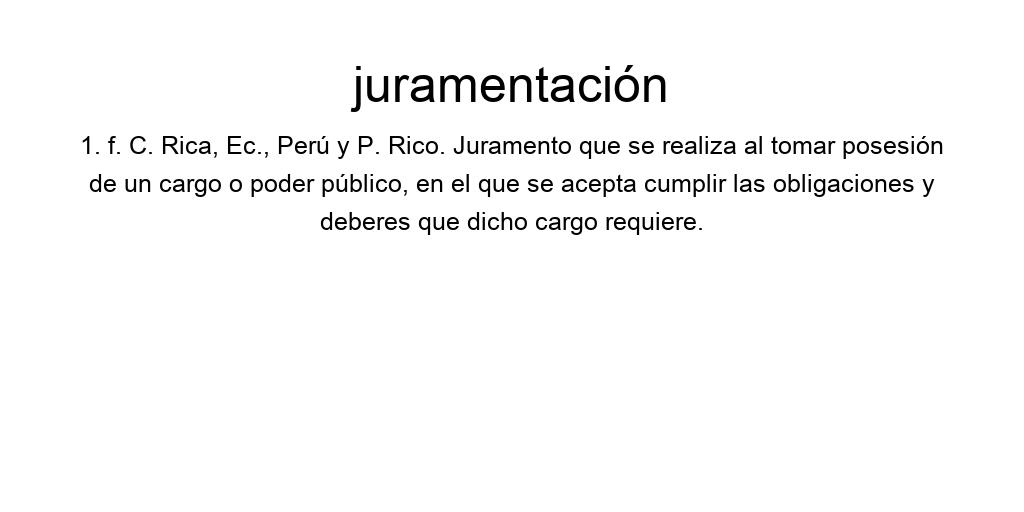 juramentación
1. f. C. Rica, Ec., Perú y P. Rico. Juramento que se realiza al tomar posesión
de un cargo o poder público, en el que se acepta cumplir las obligaciones y
deberes que dicho cargo requiere.